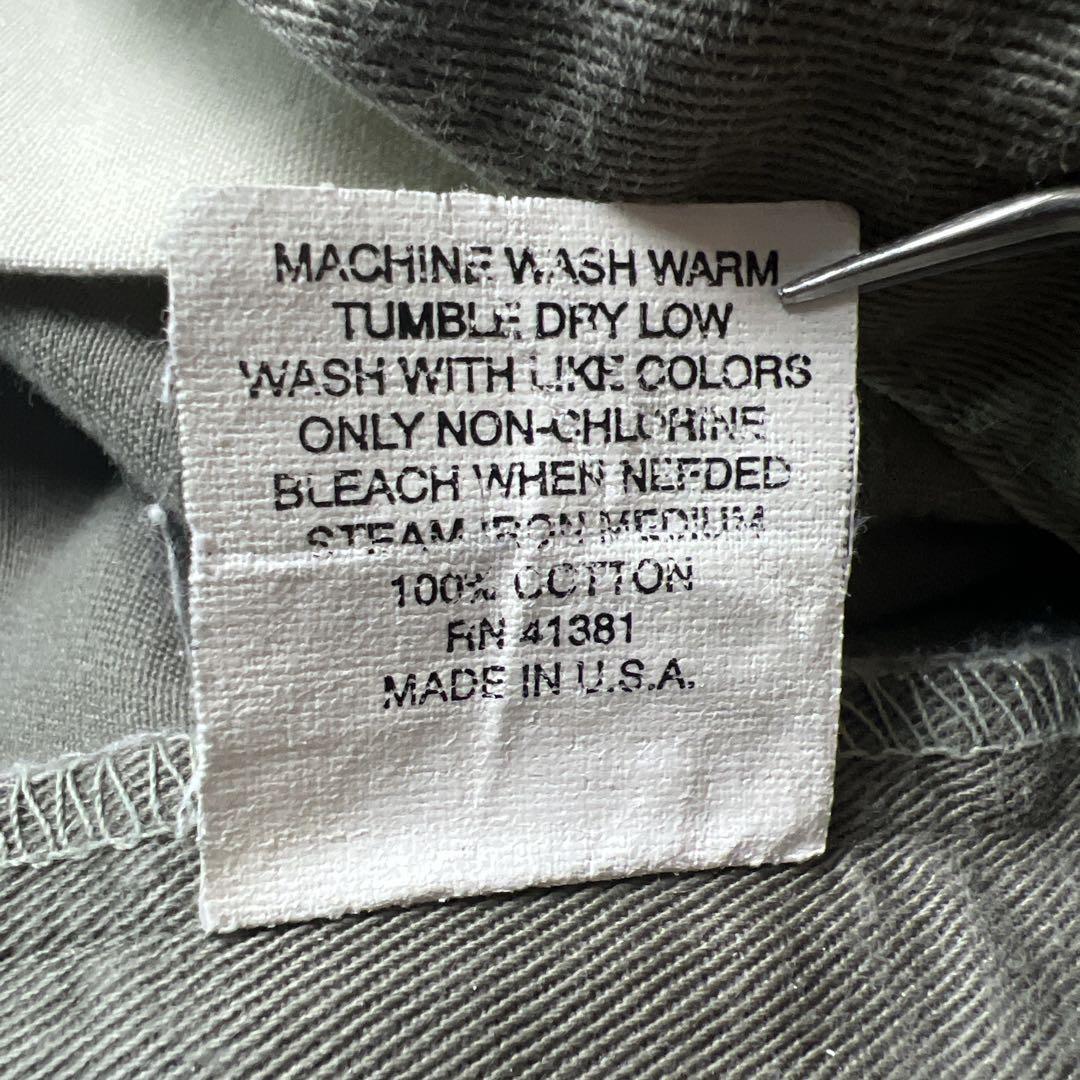 MACHINE WASH WARM
TUMBLE DRY LOW
WASH WITH LIKE COLORS
ONLY NON-CHLORINE
BLEACH WHEN NEEDED
STEAM IRON MEDIUM
100% COTTON
RN 41381
MADE IN U.S.A.